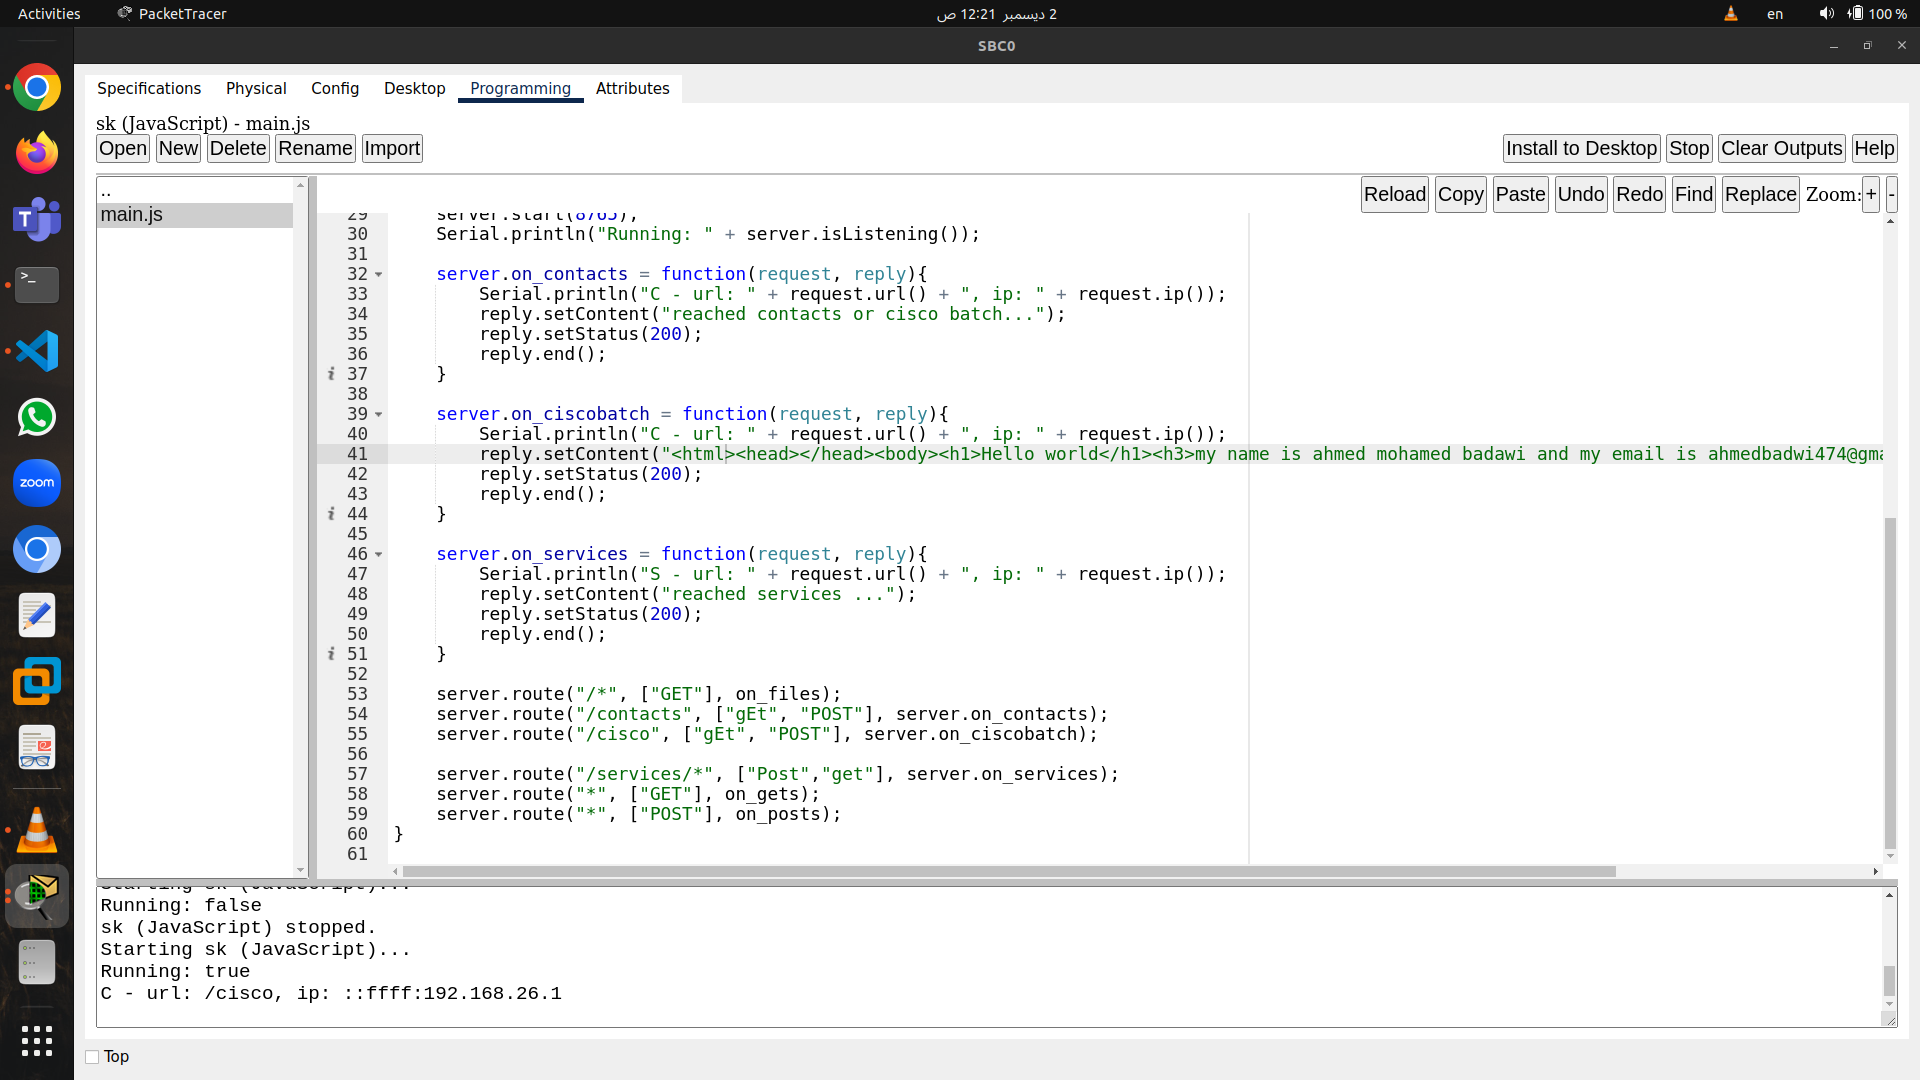 Activities PacketTracer 2 ديسمبر 12:21 ص en 100 %
SBC0
Specifications Physical Config Desktop Programming Attributes
sk (JavaScript) - main.js
Open New Delete Rename Import Install to Desktop Stop Clear Outputs Help
..
main.js
Reload Copy Paste Undo Redo Find Replace Zoom: + -
29 server.start(8765);
30 Serial.println("Running: " + server.isListening());
31
32 server.on_contacts = function(request, reply){
33 Serial.println("C - url: " + request.url() + ", ip: " + request.ip());
34 reply.setContent("reached contacts or cisco batch...");
35 reply.setStatus(200);
36 reply.end();
37 }
38
39 server.on_ciscobatch = function(request, reply){
40 Serial.println("C - url: " + request.url() + ", ip: " + request.ip());
41 reply.setContent("<html><head></head><body><h1>Hello world</h1><h3>my name is ahmed mohamed badawi and my email is ahmedbadwi474@gma
42 reply.setStatus(200);
43 reply.end();
44 }
45
46 server.on_services = function(request, reply){
47 Serial.println("S - url: " + request.url() + ", ip: " + request.ip());
48 reply.setContent("reached services ...");
49 reply.setStatus(200);
50 reply.end();
51 }
52
53 server.route("/*", ["GET"], on_files);
54 server.route("/contacts", ["gEt", "POST"], server.on_contacts);
55 server.route("/cisco", ["gEt", "POST"], server.on_ciscobatch);
56
57 server.route("/services/*", ["Post","get"], server.on_services);
58 server.route("*", ["GET"], on_gets);
59 server.route("*", ["POST"], on_posts);
60 }
61
Starting sk (JavaScript)...
Running: false
sk (JavaScript) stopped.
Starting sk (JavaScript)...
Running: true
C - url: /cisco, ip: ::ffff:192.168.26.1
Top
zoom